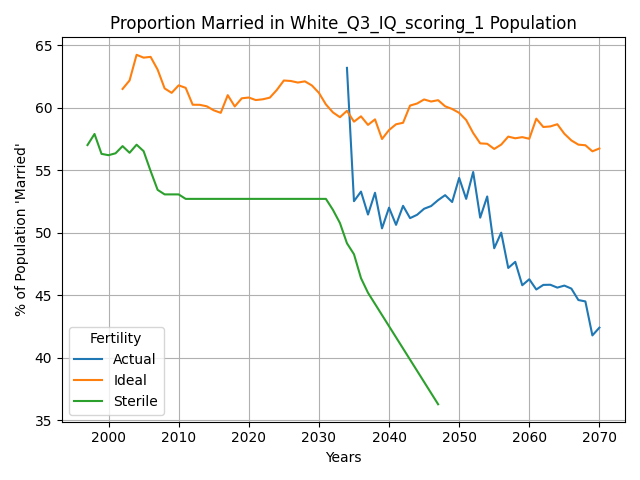 Proportion Married in White_Q3_IQ_scoring_1 Population
% of Population 'Married'
65
60
55
50
45
40
35
Fertility
Actual
Ideal
Sterile
2000 2010 2020 2030 2040 2050 2060 2070
Years